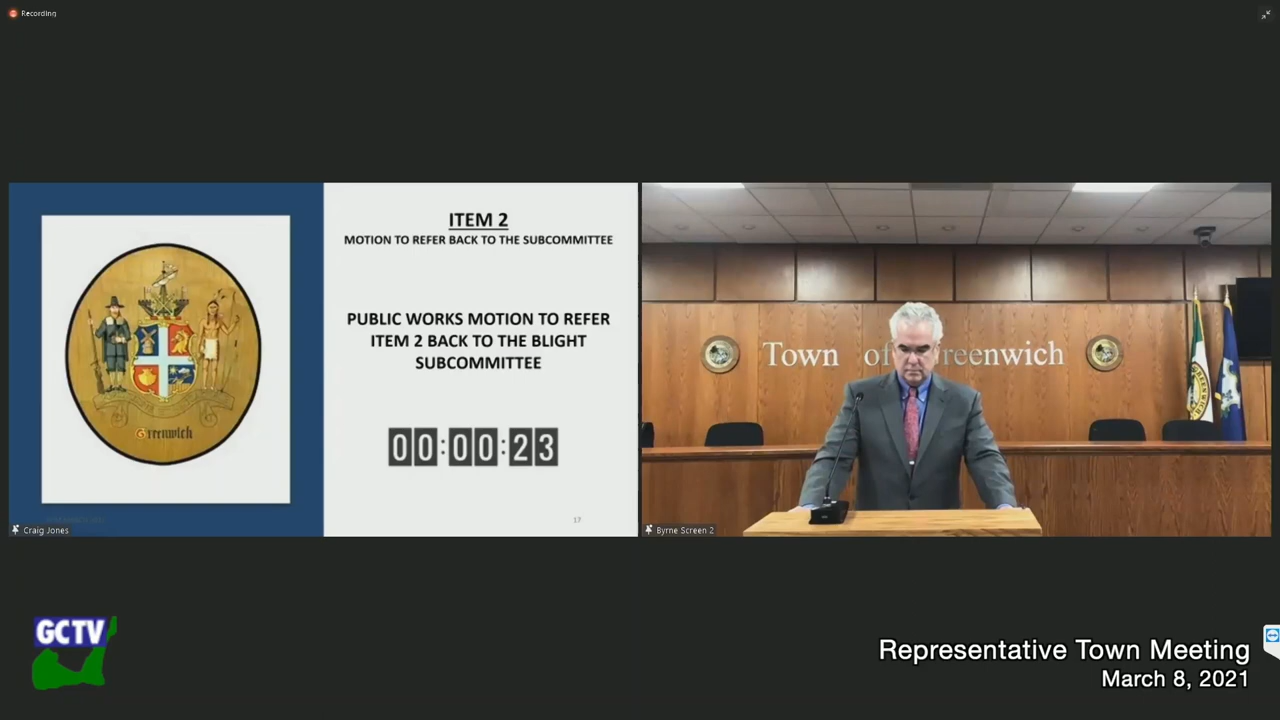 Recording
ITEM 2
MOTION TO REFER BACK TO THE SUBCOMMITTEE
PUBLIC WORKS MOTION TO REFER
ITEM 2 BACK TO THE BLIGHT
SUBCOMMITTEE
00:00:23
17
Greenwich
Craig Jones
Town of Greenwich
GREENWICH
Byrne Screen 2
GCTV
Representative Town Meeting
March 8, 2021